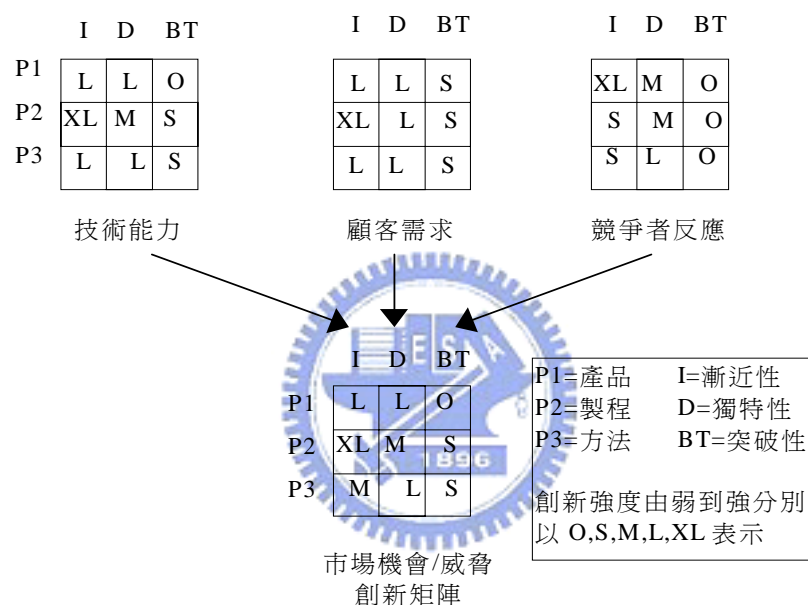 I D BT
I D BT
I D BT
P1 L L O
P2 XL M S
P3 L L S
L L S
XL L S
L L S
XL M O
S M O
S L O
技術能力
顧客需求
競爭者反應
E S A
1896
I D BT
P1 L L O
P2 XL M S
P3 M L S
市場機會/威脅
創新矩陣
P1=產品 I=漸近性
P2=製程 D=獨特性
P3=方法 BT=突破性
創新強度由弱到強分別
以 O,S,M,L,XL 表示